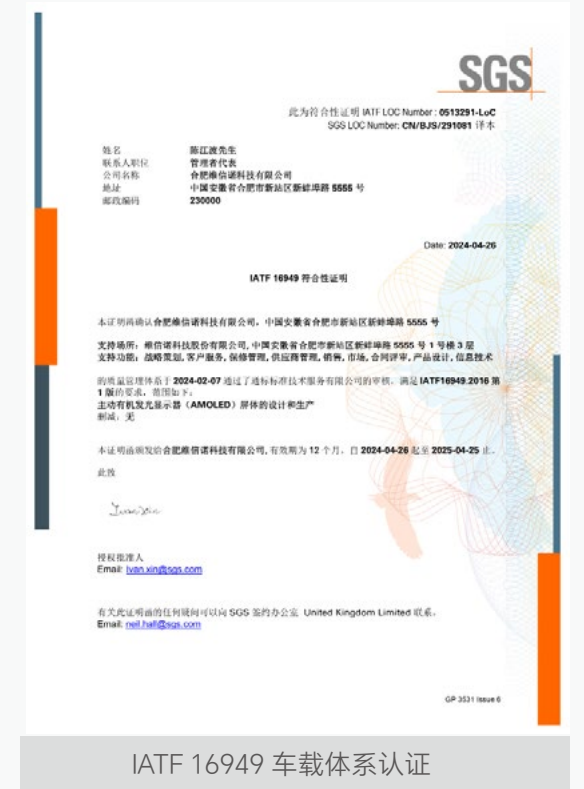 SGS
此为符合性证明 IATF LOC Number : 0513291-LoC
SGS LOC Number: CN/BJS/291081 译本
姓名 陈江波先生
联系人职位 管理者代表
公司名称 合肥维信诺科技有限公司
地址 中国安徽省合肥市新站区新蚌埠路 5555 号
邮政编码 230000
Date: 2024-04-26
IATF 16949 符合性证明
本证明函确认合肥维信诺科技有限公司, 中国安徽省合肥市新站区新蚌埠路 5555 号
支持场所: 维信诺科技股份有限公司, 中国安徽省合肥市新站区新蚌埠路 5555 号 1 号楼 3 层
支持功能: 战略策划, 客户服务, 保修管理, 供应商管理, 销售, 市场, 合同评审, 产品设计, 信息技术
的质量管理体系于 2024-02-07 通过了通标标准技术服务有限公司的审核, 满足 IATF16949:2016 第
1 版的要求, 范围如下:
主动有机发光显示器 (AMOLED) 屏体的设计和生产
删减: 无
本证明函颁发给合肥维信诺科技有限公司, 有效期为 12 个月, 自 2024-04-26 起至 2025-04-25 止。
此致
授权批准人
Email: Ivan.xin@sgs.com
有关此证明函的任何疑问可以向 SGS 签约办公室 United Kingdom Limited 联系。
Email: neil.hall@sgs.com
GP 3531 Issue 6
IATF 16949 车载体系认证